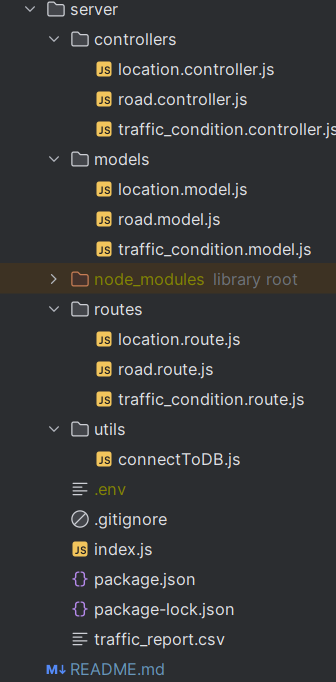 server
controllers
JS location.controller.js
JS road.controller.js
JS traffic_condition.controller.js
models
JS location.model.js
JS road.model.js
JS traffic_condition.model.js
node_modules library root
routes
JS location.route.js
JS road.route.js
JS traffic_condition.route.js
utils
JS connectToDB.js
.env
.gitignore
JS index.js
{} package.json
{} package-lock.json
traffic_report.csv
M↓ README.md